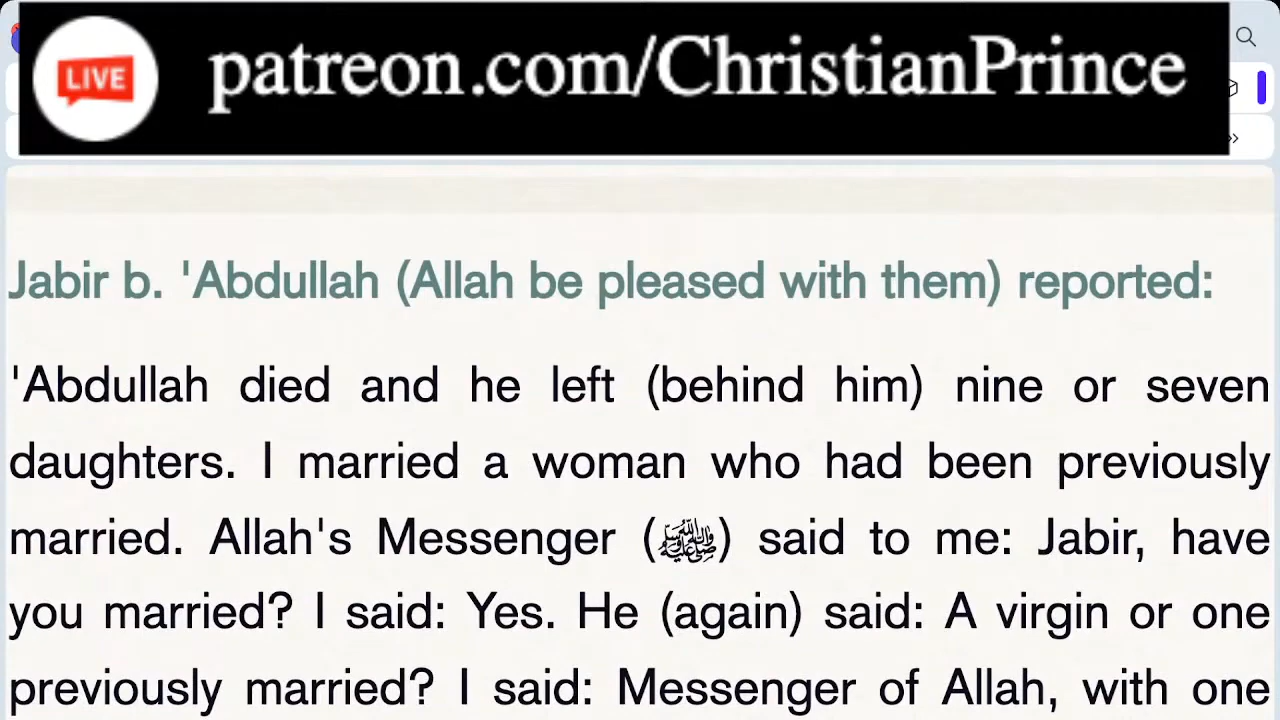 LIVE
patreon.com/ChristianPrince
Jabir b. 'Abdullah (Allah be pleased with them) reported:
'Abdullah died and he left (behind him) nine or seven
daughters. I married a woman who had been previously
married. Allah's Messenger (ﷺ) said to me: Jabir, have
you married? I said: Yes. He (again) said: A virgin or one
previously married? I said: Messenger of Allah, with one